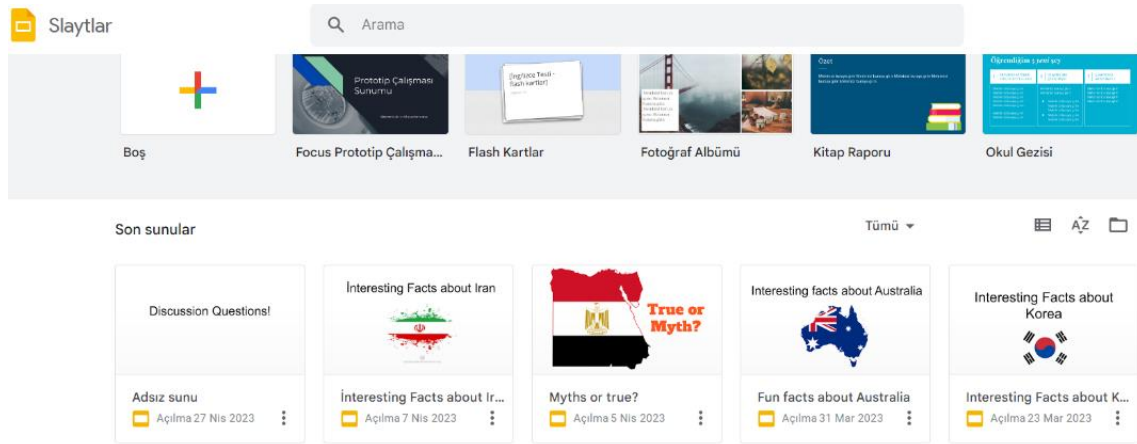 Slaytlar
Arama
Prototip Çalışması
Sunumu
Özet
Öğrendiğim 3 yeni şey
Boş
Focus Prototip Çalışma...
Flash Kartlar
Fotoğraf Albümü
Kitap Raporu
Okul Gezisi
Son sunular
Tümü
AZ
Discussion Questions!
İnteresting Facts about Iran
True or
Myth?
Interesting facts about Australia
Interesting Facts about
Korea
Adsız sunu
İnteresting Facts about Ir...
Myths or true?
Fun facts about Australia
Interesting Facts about K...
Açılma 27 Nis 2023
Açılma 7 Nis 2023
Açılma 5 Nis 2023
Açılma 31 Mar 2023
Açılma 23 Mar 2023